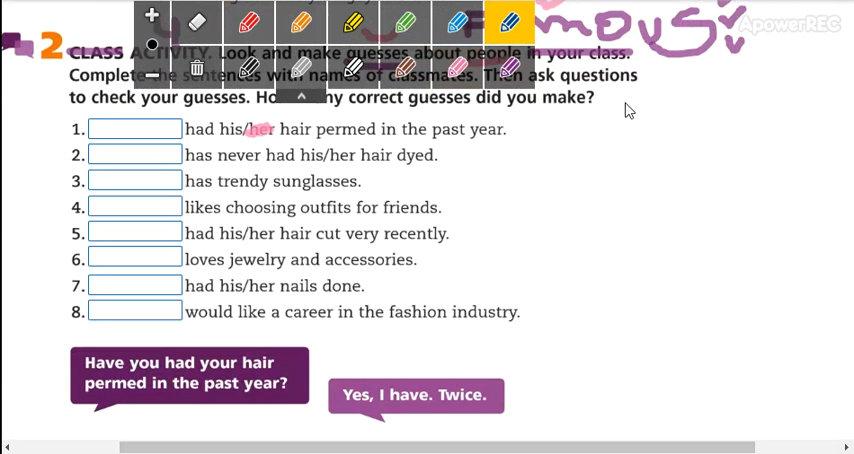 MOUS
ApowerREC
2 CLASS ACTIVITY. Look and make guesses about people in your class.
Complete the sentences with names of classmates. Then ask questions
to check your guesses. Ho ny correct guesses did you make?
1. had his/her hair permed in the past year.
2. has never had his/her hair dyed.
3. has trendy sunglasses.
4. likes choosing outfits for friends.
5. had his/her hair cut very recently.
6. loves jewelry and accessories.
7. had his/her nails done.
8. would like a career in the fashion industry.
Have you had your hair
permed in the past year?
Yes, I have. Twice.